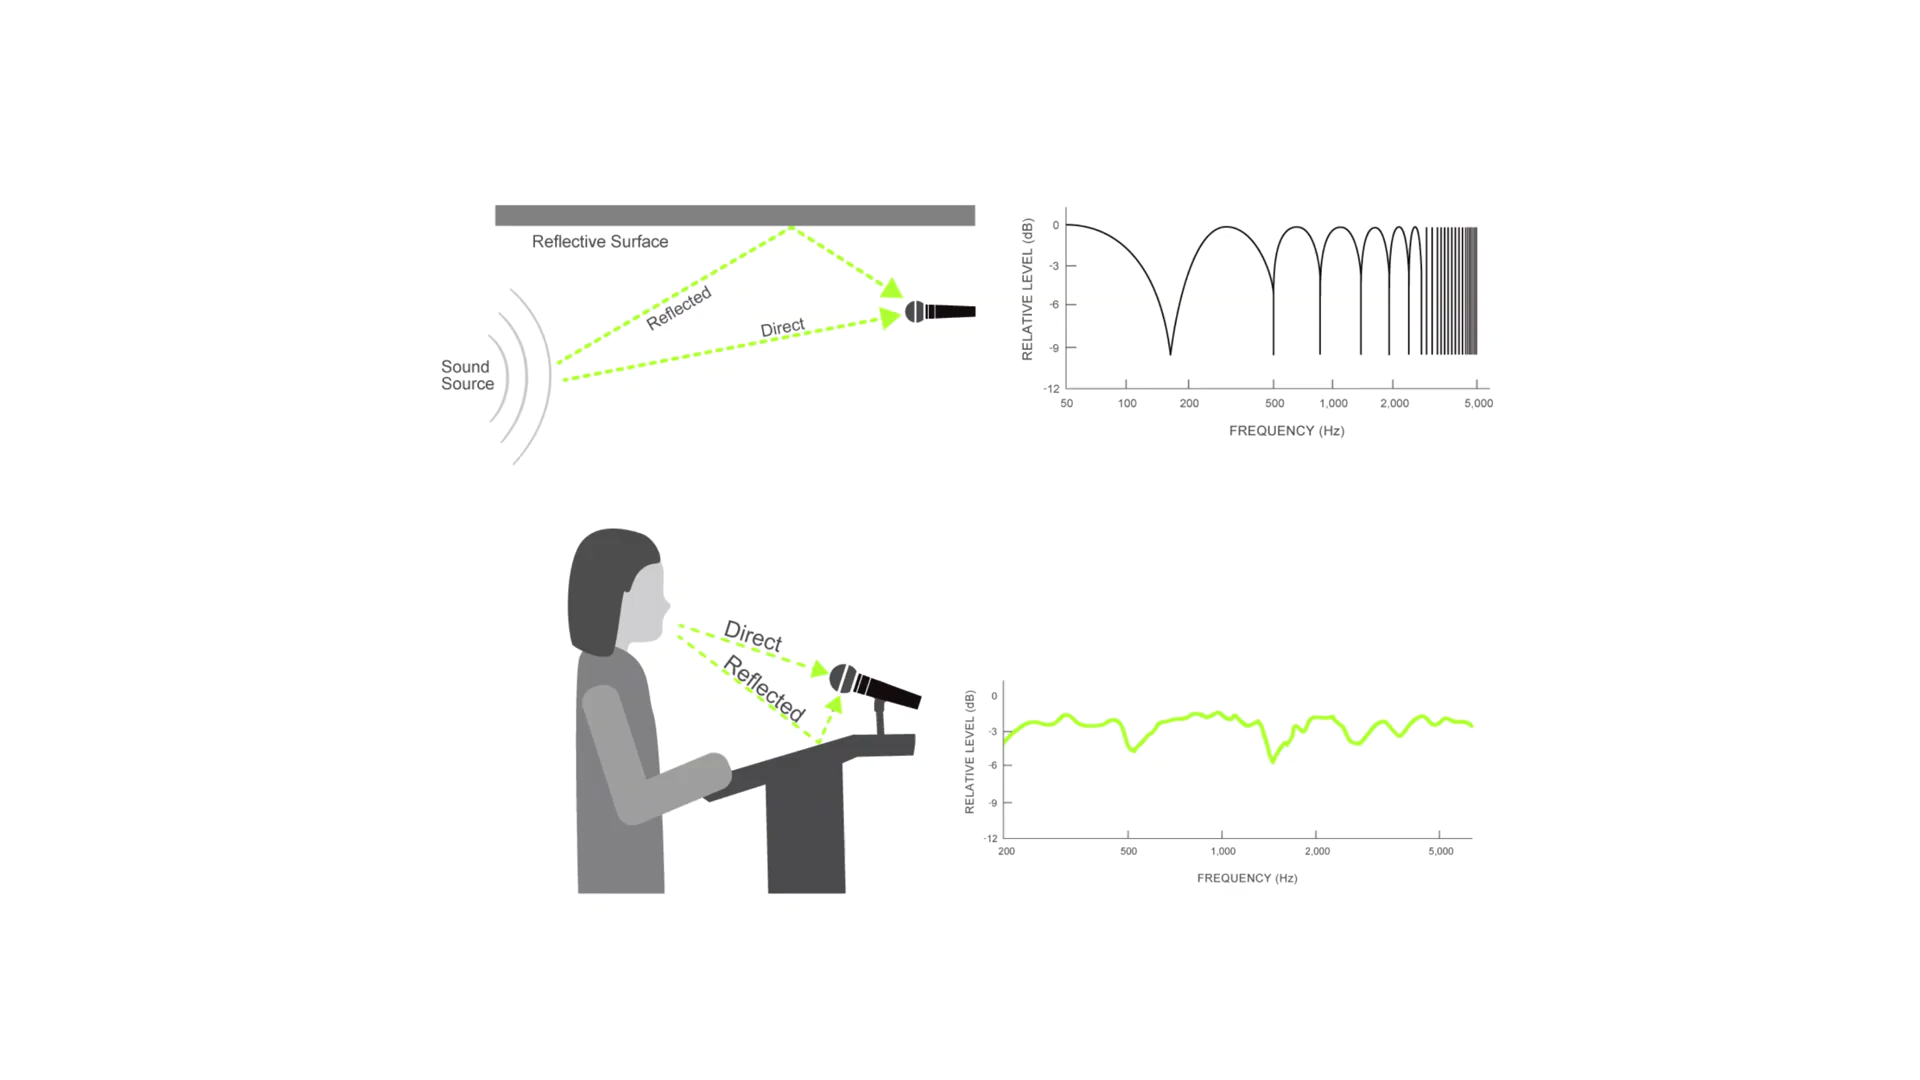 Reflective Surface
Reflected
Direct
Sound
Source
RELATIVE LEVEL (dB)
0
-3
-6
-9
-12
50 100 200 500 1,000 2,000 5,000
FREQUENCY (Hz)
Direct
Reflected
RELATIVE LEVEL (dB)
0
-3
-6
-9
-12
200 500 1,000 2,000 5,000
FREQUENCY (Hz)